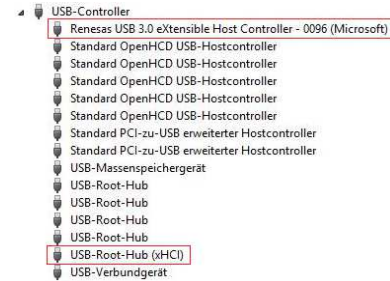 USB-Controller
Renesas USB 3.0 eXtensible Host Controller - 0096 (Microsoft)
Standard OpenHCD USB-Hostcontroller
Standard OpenHCD USB-Hostcontroller
Standard OpenHCD USB-Hostcontroller
Standard OpenHCD USB-Hostcontroller
Standard OpenHCD USB-Hostcontroller
Standard PCI-zu-USB erweiterter Hostcontroller
Standard PCI-zu-USB erweiterter Hostcontroller
USB-Massenspeichergerät
USB-Root-Hub
USB-Root-Hub
USB-Root-Hub
USB-Root-Hub
USB-Root-Hub (xHCI)
USB-Verbundgerät